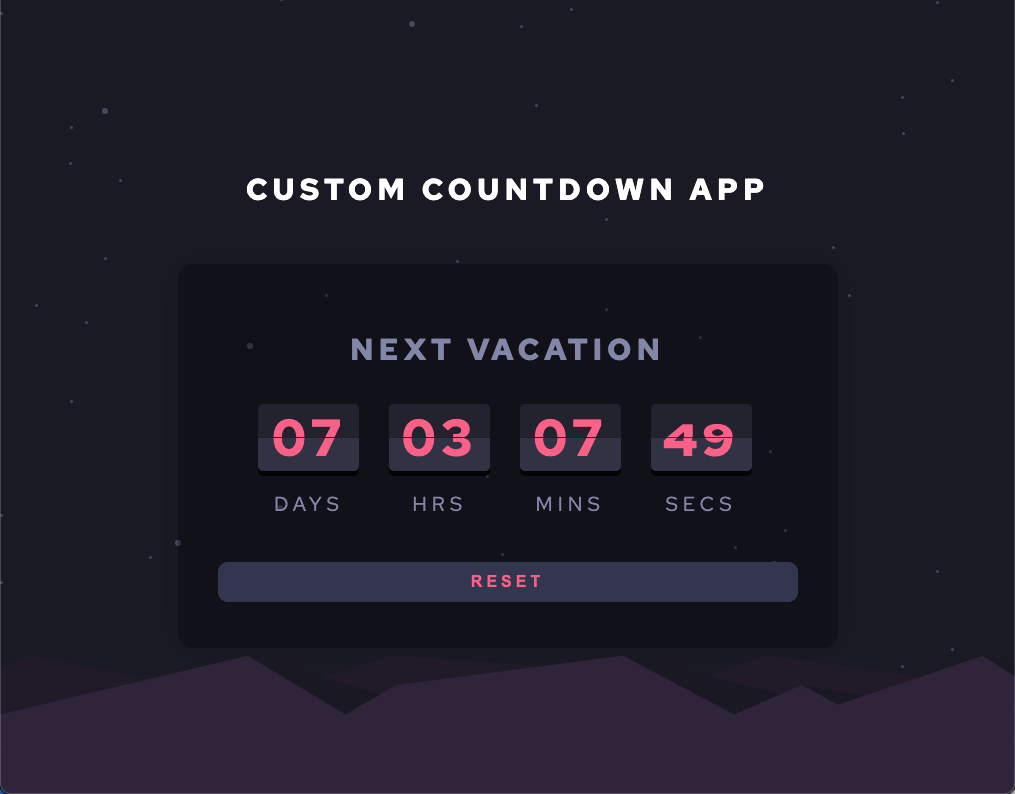 CUSTOM COUNTDOWN APP
NEXT VACATION
07 03 07 49
DAYS HRS MINS SECS
RESET